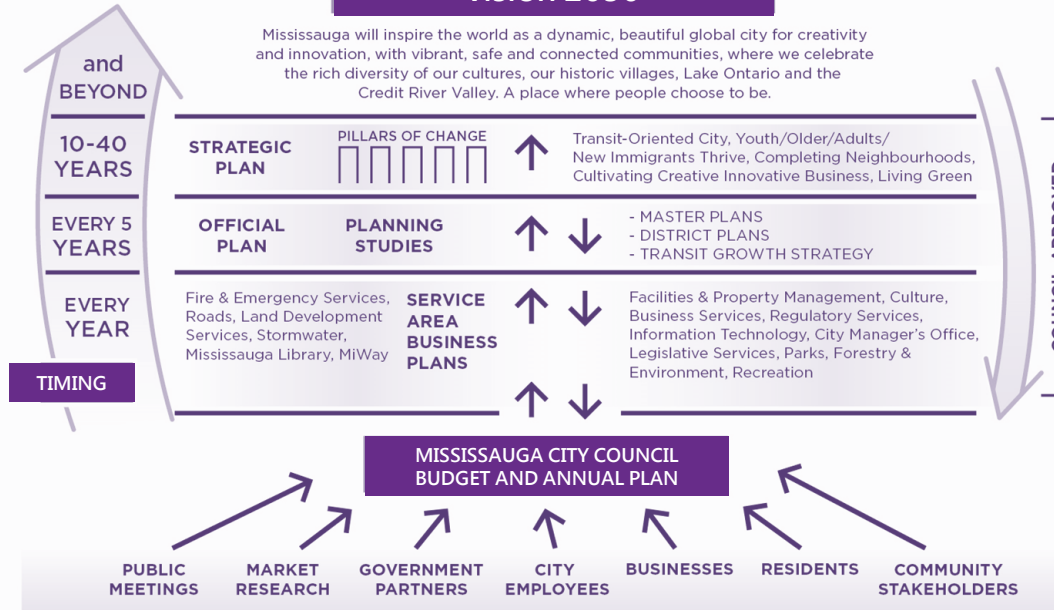 Mississauga will inspire the world as a dynamic, beautiful global city for creativity
and innovation, with vibrant, safe and connected communities, where we celebrate
the rich diversity of our cultures, our historic villages, Lake Ontario and the
Credit River Valley. A place where people choose to be.
and
BEYOND
10-40
YEARS
STRATEGIC
PLAN
PILLARS OF CHANGE
Transit-Oriented City, Youth/Older/Adults/
New Immigrants Thrive, Completing Neighbourhoods,
Cultivating Creative Innovative Business, Living Green
EVERY 5
YEARS
OFFICIAL
PLAN
PLANNING
STUDIES
- MASTER PLANS
- DISTRICT PLANS
- TRANSIT GROWTH STRATEGY
EVERY
YEAR
Fire & Emergency Services,
Roads, Land Development
Services, Stormwater,
Mississauga Library, MiWay
SERVICE
AREA
BUSINESS
PLANS
Facilities & Property Management, Culture,
Business Services, Regulatory Services,
Information Technology, City Manager's Office,
Legislative Services, Parks, Forestry &
Environment, Recreation
TIMING
MISSISSAUGA CITY COUNCIL
BUDGET AND ANNUAL PLAN
PUBLIC
MEETINGS
MARKET
RESEARCH
GOVERNMENT
PARTNERS
CITY
EMPLOYEES
BUSINESSES
RESIDENTS
COMMUNITY
STAKEHOLDERS